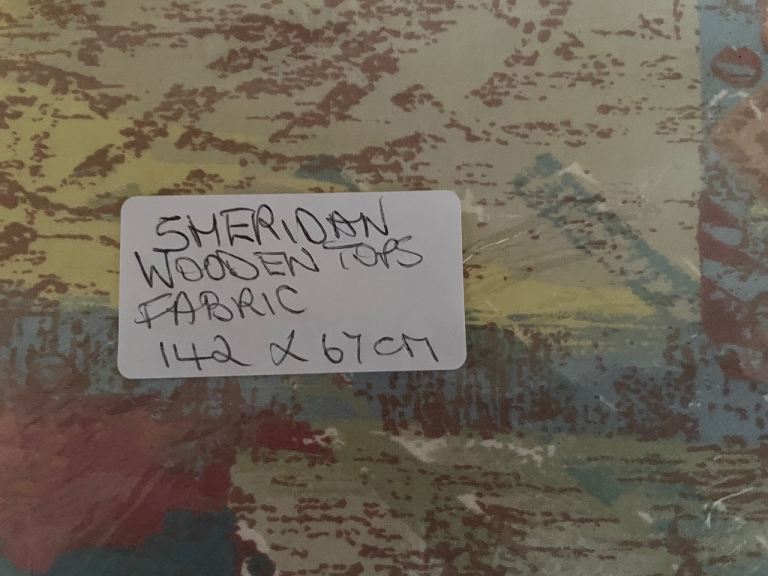 SHERIDAN
WOODEN TOPS
FABRIC
142 X 67 CM